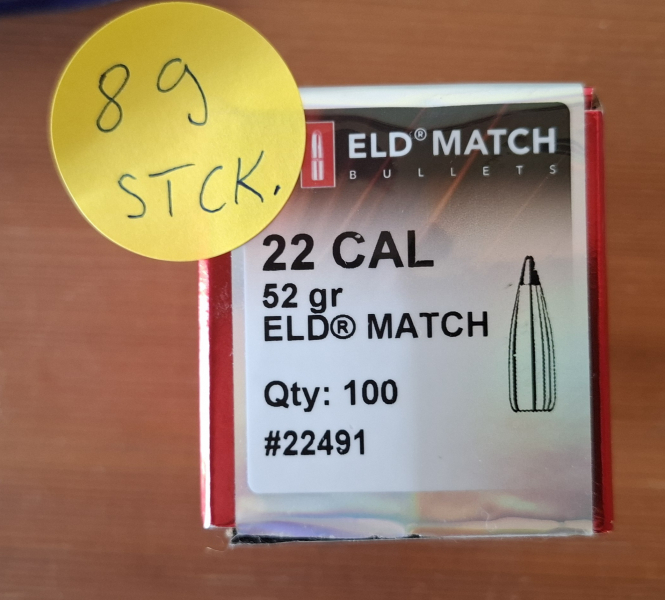 89
STCK.
ELD® MATCH
BULLETS
22 CAL
52 gr
ELD® MATCH
Qty: 100
#22491